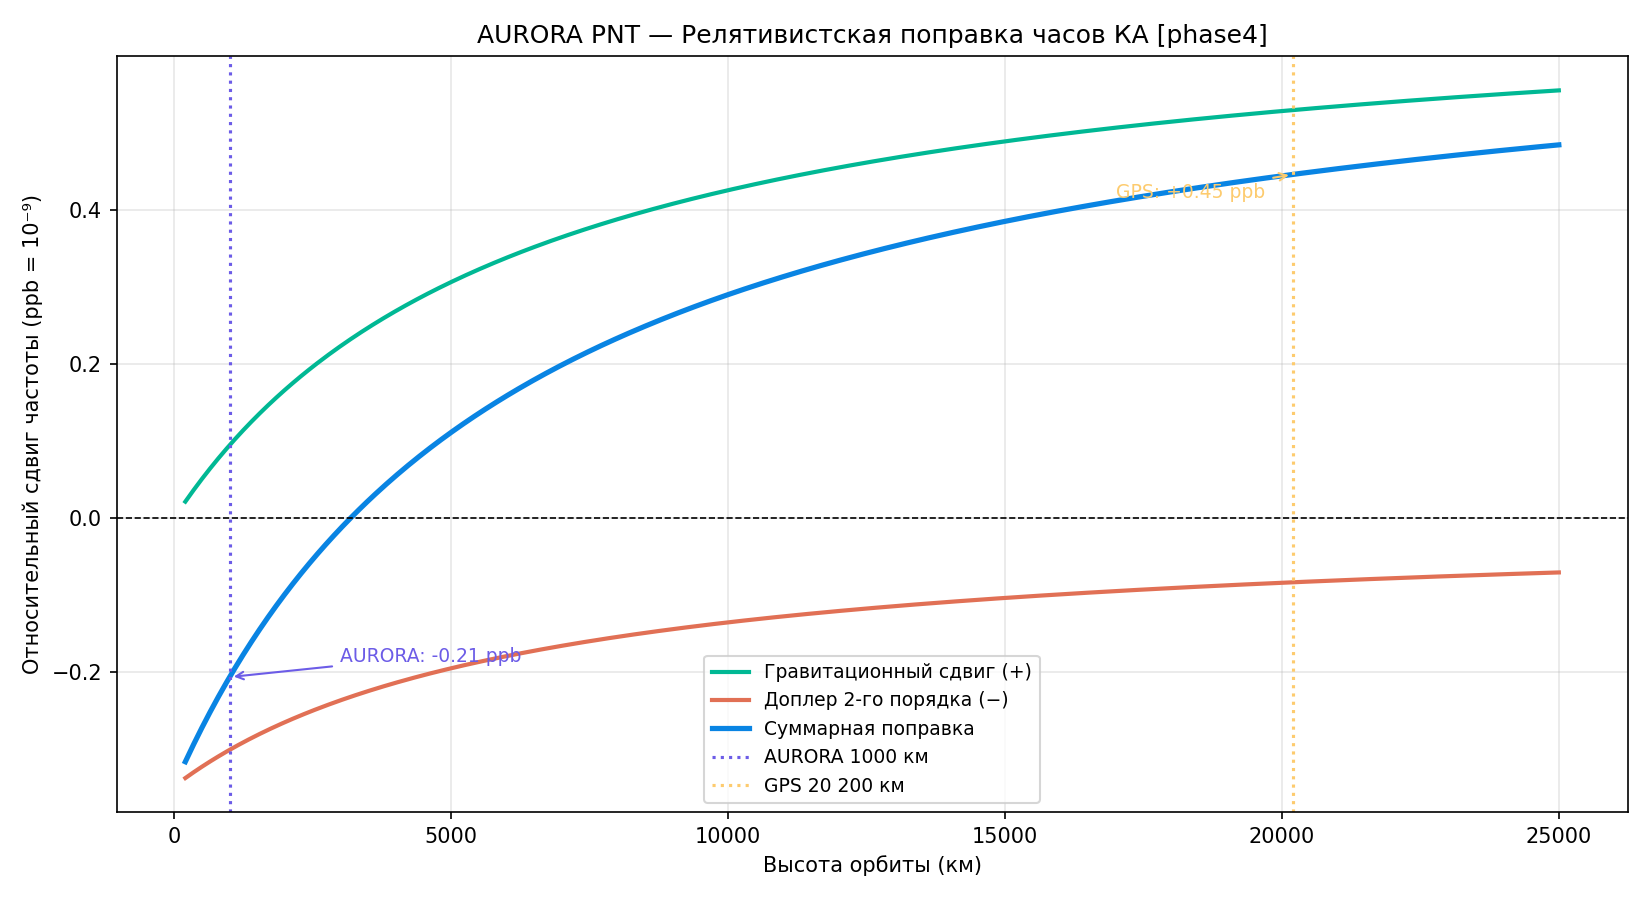 AURORA PNT — Релятивистская поправка часов КА [phase4]
Относительный сдвиг частоты (ppb = 10⁻⁹)
0.4
0.2
0.0
−0.2
GPS: +0.45 ppb
AURORA: -0.21 ppb
Гравитационный сдвиг (+)
Доплер 2-го порядка (−)
Суммарная поправка
AURORA 1000 км
GPS 20 200 км
0
5000
10000
15000
20000
25000
Высота орбиты (км)